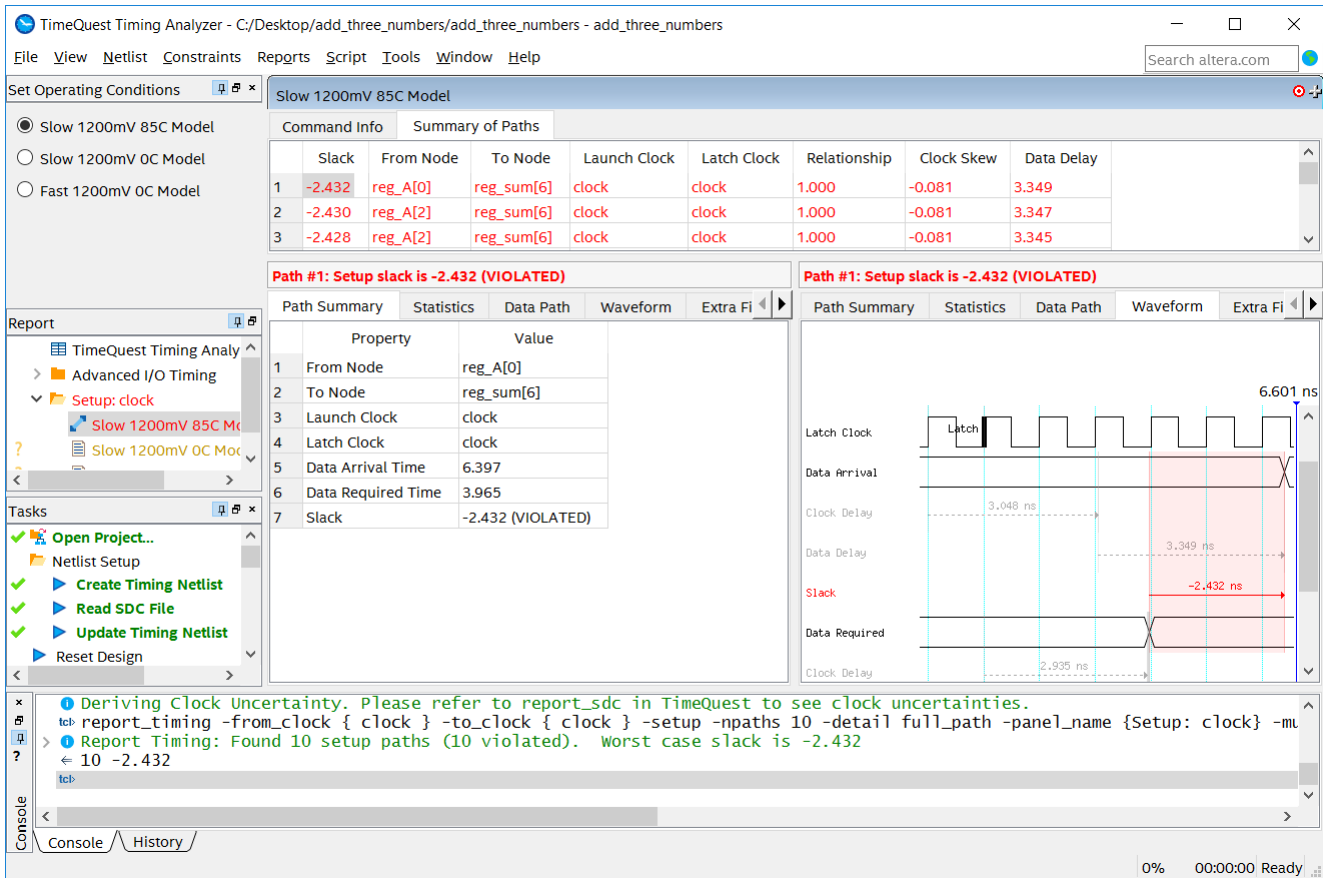 TimeQuest Timing Analyzer - C:/Desktop/add_three_numbers/add_three_numbers - add_three_numbers
File View Netlist Constraints Reports Script Tools Window Help
Search altera.com
Set Operating Conditions
Slow 1200mV 85C Model
Slow 1200mV 0C Model
Fast 1200mV 0C Model
Report
TimeQuest Timing Analy
Advanced I/O Timing
Setup: clock
Slow 1200mV 85C Mo
? Slow 1200mV 0C Moc
Tasks
Open Project...
Netlist Setup
Create Timing Netlist
Read SDC File
Update Timing Netlist
Reset Design
Slow 1200mV 85C Model
Command Info Summary of Paths
Slack From Node To Node Launch Clock Latch Clock Relationship Clock Skew Data Delay
1 -2.432 reg_A[0] reg_sum[6] clock clock 1.000 -0.081 3.349
2 -2.430 reg_A[2] reg_sum[6] clock clock 1.000 -0.081 3.347
3 -2.428 reg_A[2] reg_sum[6] clock clock 1.000 -0.081 3.345
Path #1: Setup slack is -2.432 (VIOLATED)
Path Summary Statistics Data Path Waveform Extra Fi
Property Value
1 From Node reg_A[0]
2 To Node reg_sum[6]
3 Launch Clock clock
4 Latch Clock clock
5 Data Arrival Time 6.397
6 Data Required Time 3.965
7 Slack -2.432 (VIOLATED)
Path #1: Setup slack is -2.432 (VIOLATED)
Path Summary Statistics Data Path Waveform Extra Fi
6.601 ns
Latch Clock Latch
Data Arrival
Clock Delay 3.048 ns
Data Delay 3.349 ns
Slack -2.432 ns
Data Required
Clock Delay 2.935 ns
Deriving Clock Uncertainty. Please refer to report_sdc in TimeQuest to see clock uncertainties.
tcl> report_timing -from_clock { clock } -to_clock { clock } -setup -npaths 10 -detail full_path -panel_name {Setup: clock} -mu
Report Timing: Found 10 setup paths (10 violated).  Worst case slack is -2.432
10 -2.432
tcl>
?
Console
Console History
0% 00:00:00 Ready